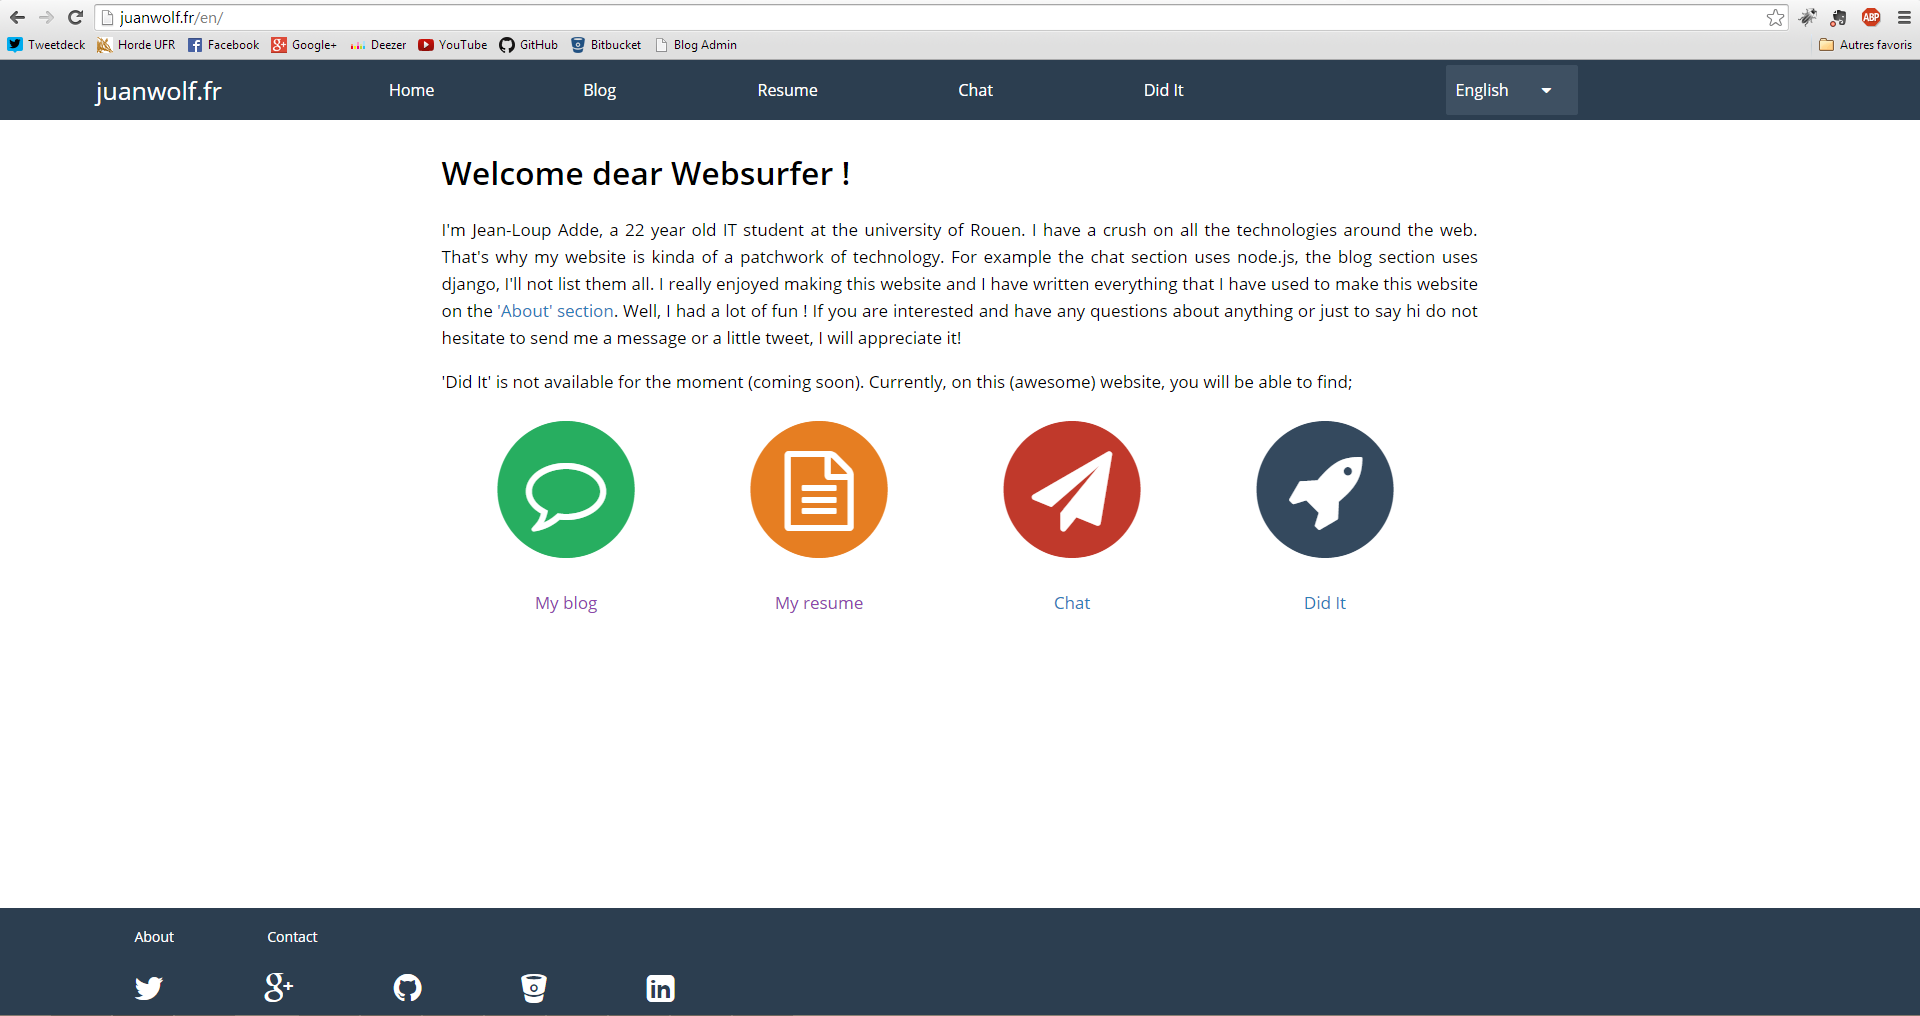 juanwolf.fr/en/
Tweetdeck Horde UFR Facebook Google+ Deezer YouTube GitHub Bitbucket Blog Admin Autres favoris
juanwolf.fr Home Blog Resume Chat Did It English
Welcome dear Websurfer !
I'm Jean-Loup Adde, a 22 year old IT student at the university of Rouen. I have a crush on all the technologies around the web.
That's why my website is kinda of a patchwork of technology. For example the chat section uses node.js, the blog section uses
django, I'll not list them all. I really enjoyed making this website and I have written everything that I have used to make this website
on the 'About' section. Well, I had a lot of fun ! If you are interested and have any questions about anything or just to say hi do not
hesitate to send me a message or a little tweet, I will appreciate it!
'Did It' is not available for the moment (coming soon). Currently, on this (awesome) website, you will be able to find;
My blog My resume Chat Did It
About Contact